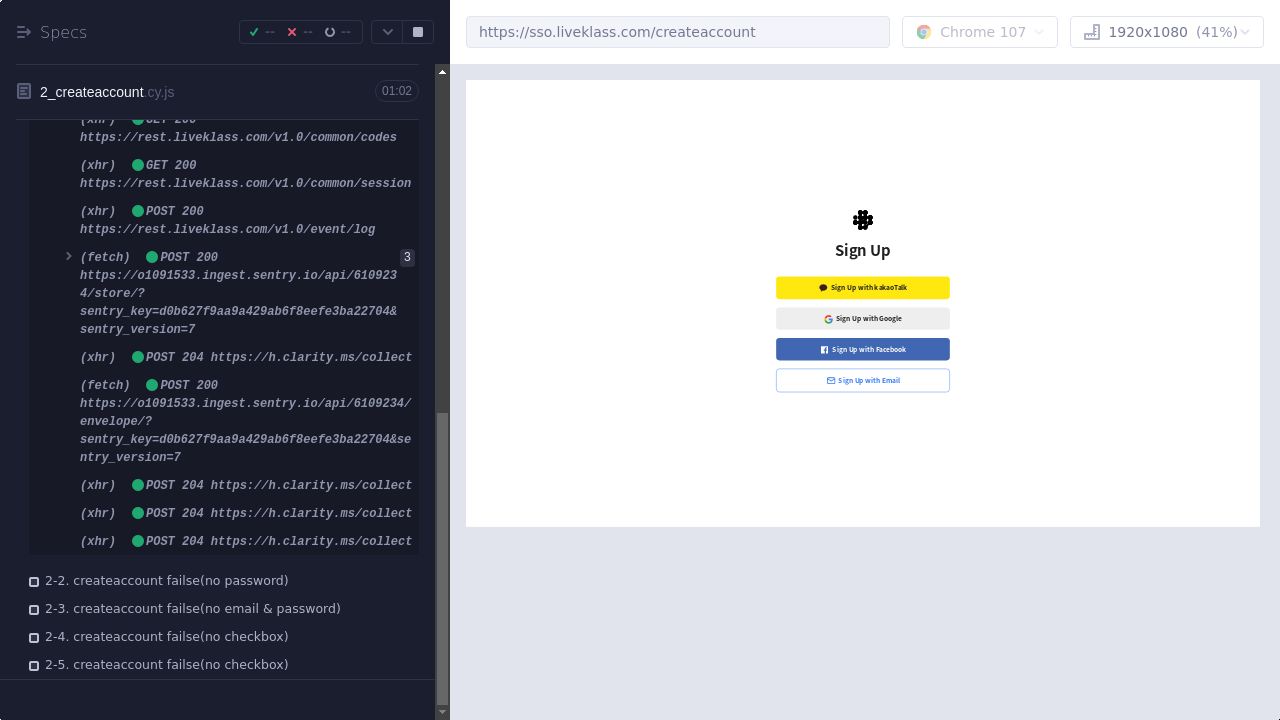 Specs
-- -- --
2_createaccount.cy.js 01:02
(xhr) GET 200
https://rest.liveklass.com/v1.0/common/codes
(xhr) GET 200
https://rest.liveklass.com/v1.0/common/session
(xhr) POST 200
https://rest.liveklass.com/v1.0/event/log
(fetch) POST 200 3
https://o1091533.ingest.sentry.io/api/610923
4/store/?
sentry_key=d0b627f9aa9a429ab6f8eefe3ba22704&
sentry_version=7
(xhr) POST 204 https://h.clarity.ms/collect
(fetch) POST 200
https://o1091533.ingest.sentry.io/api/6109234/
envelope/?
sentry_key=d0b627f9aa9a429ab6f8eefe3ba22704&se
ntry_version=7
(xhr) POST 204 https://h.clarity.ms/collect
(xhr) POST 204 https://h.clarity.ms/collect
(xhr) POST 204 https://h.clarity.ms/collect
2-2. createaccount failse(no password)
2-3. createaccount failse(no email & password)
2-4. createaccount failse(no checkbox)
2-5. createaccount failse(no checkbox)
https://sso.liveklass.com/createaccount
Chrome 107
1920x1080 (41%)
Sign Up
Sign Up with kakaoTalk
Sign Up with Google
Sign Up with Facebook
Sign Up with Email